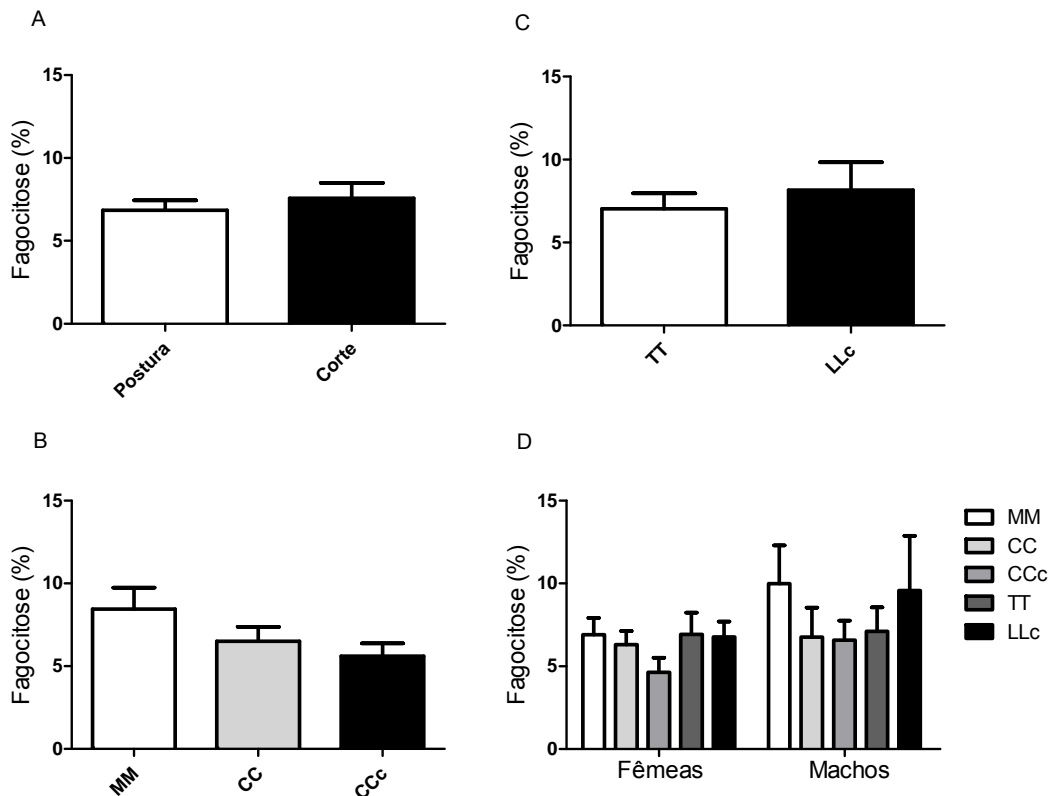 A
Fagocitose (%)
15
10
5
0
Postura
Corte
C
Fagocitose (%)
15
10
5
0
TT
LLc
B
Fagocitose (%)
15
10
5
0
MM
CC
CCc
D
Fagocitose (%)
15
10
5
0
Fêmeas
Machos
MM
CC
CCc
TT
LLc